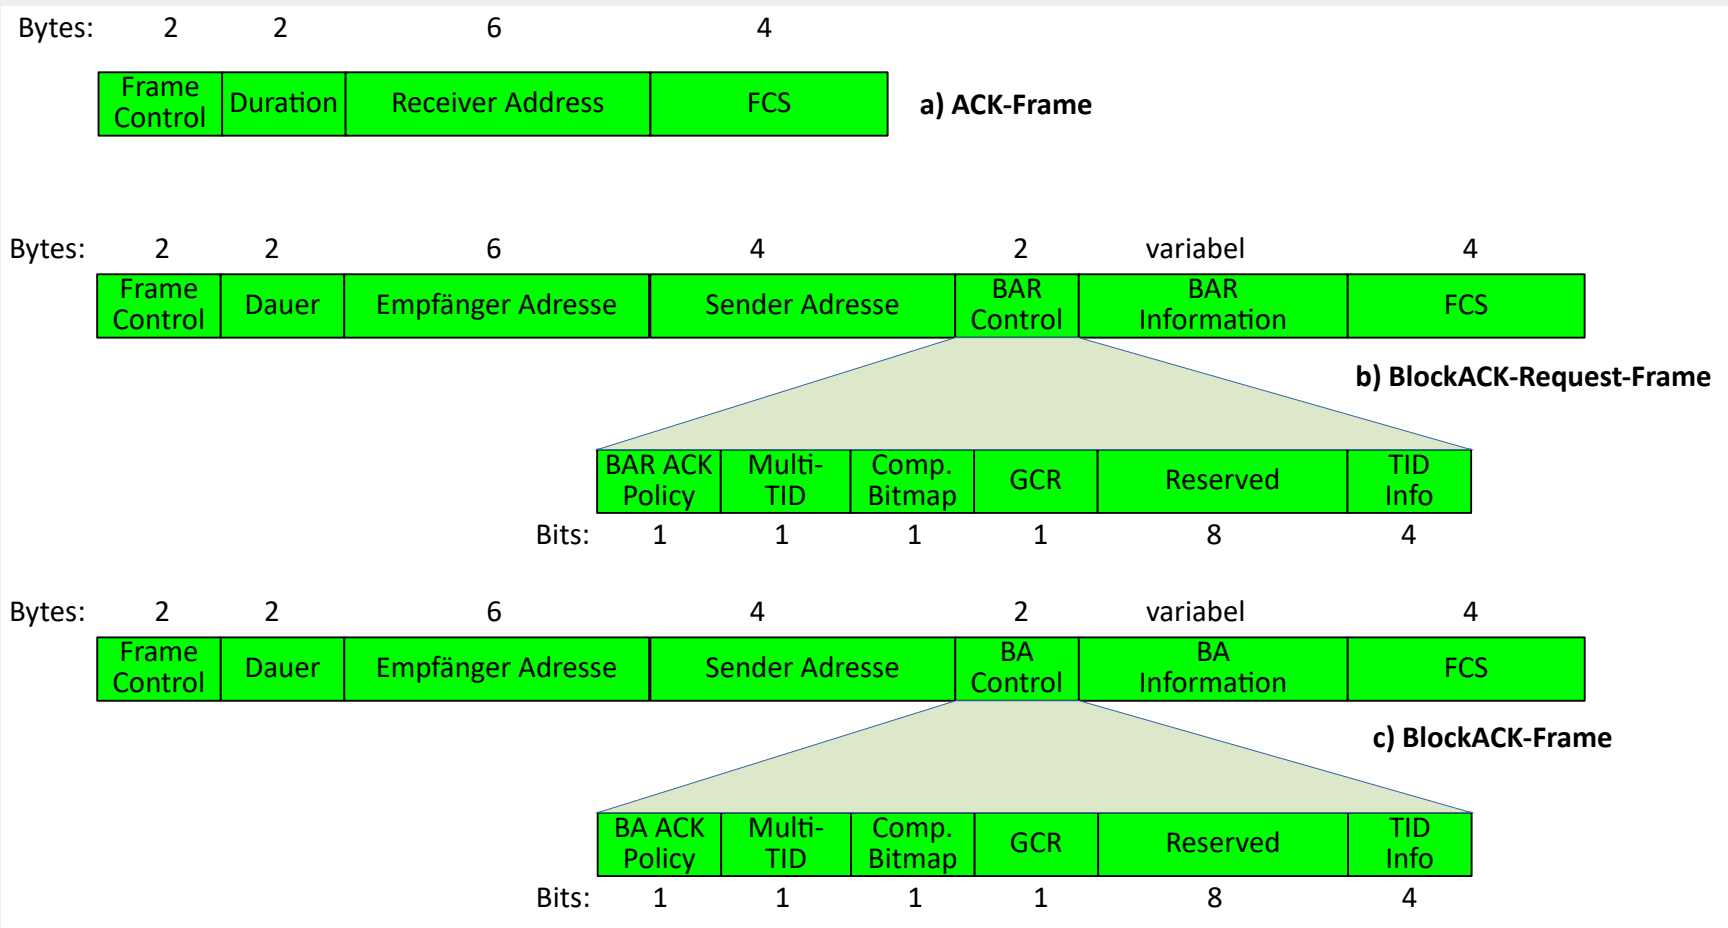 Bytes: 2 2 6 4
Frame Control Duration Receiver Address FCS
a) ACK-Frame
Bytes: 2 2 6 4 2 variabel 4
Frame Control Dauer Empfänger Adresse Sender Adresse BAR Control BAR Information FCS
b) BlockACK-Request-Frame
BAR ACK Policy Multi-TID Comp. Bitmap GCR Reserved TID Info
Bits: 1 1 1 1 8 4
Bytes: 2 2 6 4 2 variabel 4
Frame Control Dauer Empfänger Adresse Sender Adresse BA Control BA Information FCS
c) BlockACK-Frame
BA ACK Policy Multi-TID Comp. Bitmap GCR Reserved TID Info
Bits: 1 1 1 1 8 4